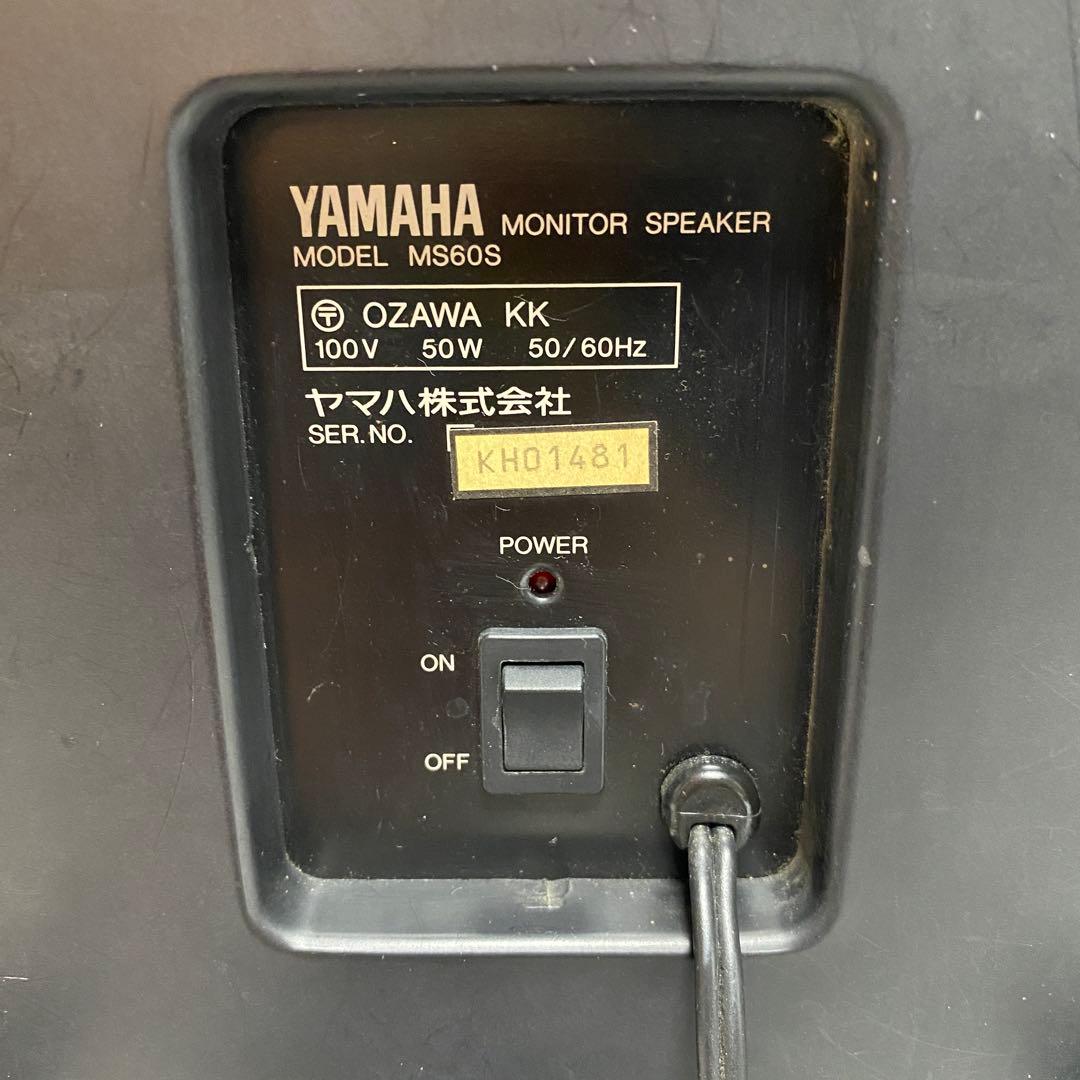 YAMAHA MONITOR SPEAKER
MODEL MS60S
〶 OZAWA KK
100V 50W 50/60Hz
ヤマハ株式会社
SER.NO.
KH01481
POWER
ON
OFF